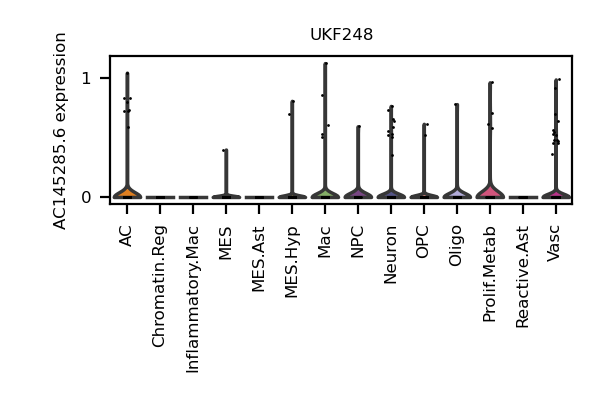 UKF248
AC145285.6 expression
1
0
AC
Chromatin.Reg
Inflammatory.Mac
MES
MES.Ast
MES.Hyp
Mac
NPC
Neuron
OPC
Oligo
Prolif.Metab
Reactive.Ast
Vasc